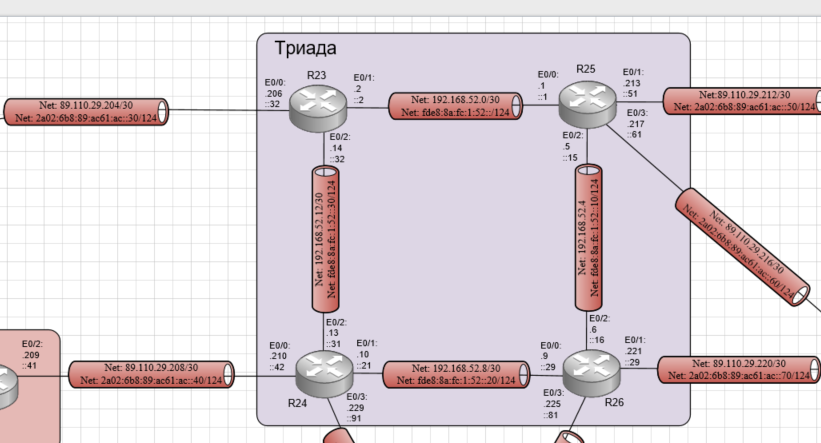 Триада
R23
E0/0:
.206
::32
E0/1:
.2
::2
E0/2:
.14
::32
Net: 89.110.29.204/30
Net: 2a02:6b8:89:ac61:ac::30/124
Net: 192.168.52.0/30
Net: fde8:8a:fc:1:52::/124
R25
E0/0:
.1
::1
E0/1:
.213
::51
E0/3:
.217
::61
E0/2:
.5
::15
Net:89.110.29.212/30
Net: 2a02:6b8:89:ac61:ac::50/124
Net: 192.168.52.12/30
Net: fde8:8a:fc:1:52::30/124
Net: 192.168.52.4
Net: fde8:8a:fc:1:52::10/124
Net: 89.110.29.216/30
Net: 2a02:6b8:89:ac61:ac::60/124
E0/2:
.209
::41
Net: 89.110.29.208/30
Net: 2a02:6b8:89:ac61:ac::40/124
E0/0:
.210
::42
E0/2:
.13
::31
E0/1:
.10
::21
E0/3:
.229
::91
R24
Net: 192.168.52.8/30
Net: fde8:8a:fc:1:52::20/124
E0/0:
.9
::29
E0/2:
.6
::16
E0/1:
.221
::29
E0/3:
.225
::81
R26
Net: 89.110.29.220/30
Net: 2a02:6b8:89:ac61:ac::70/124